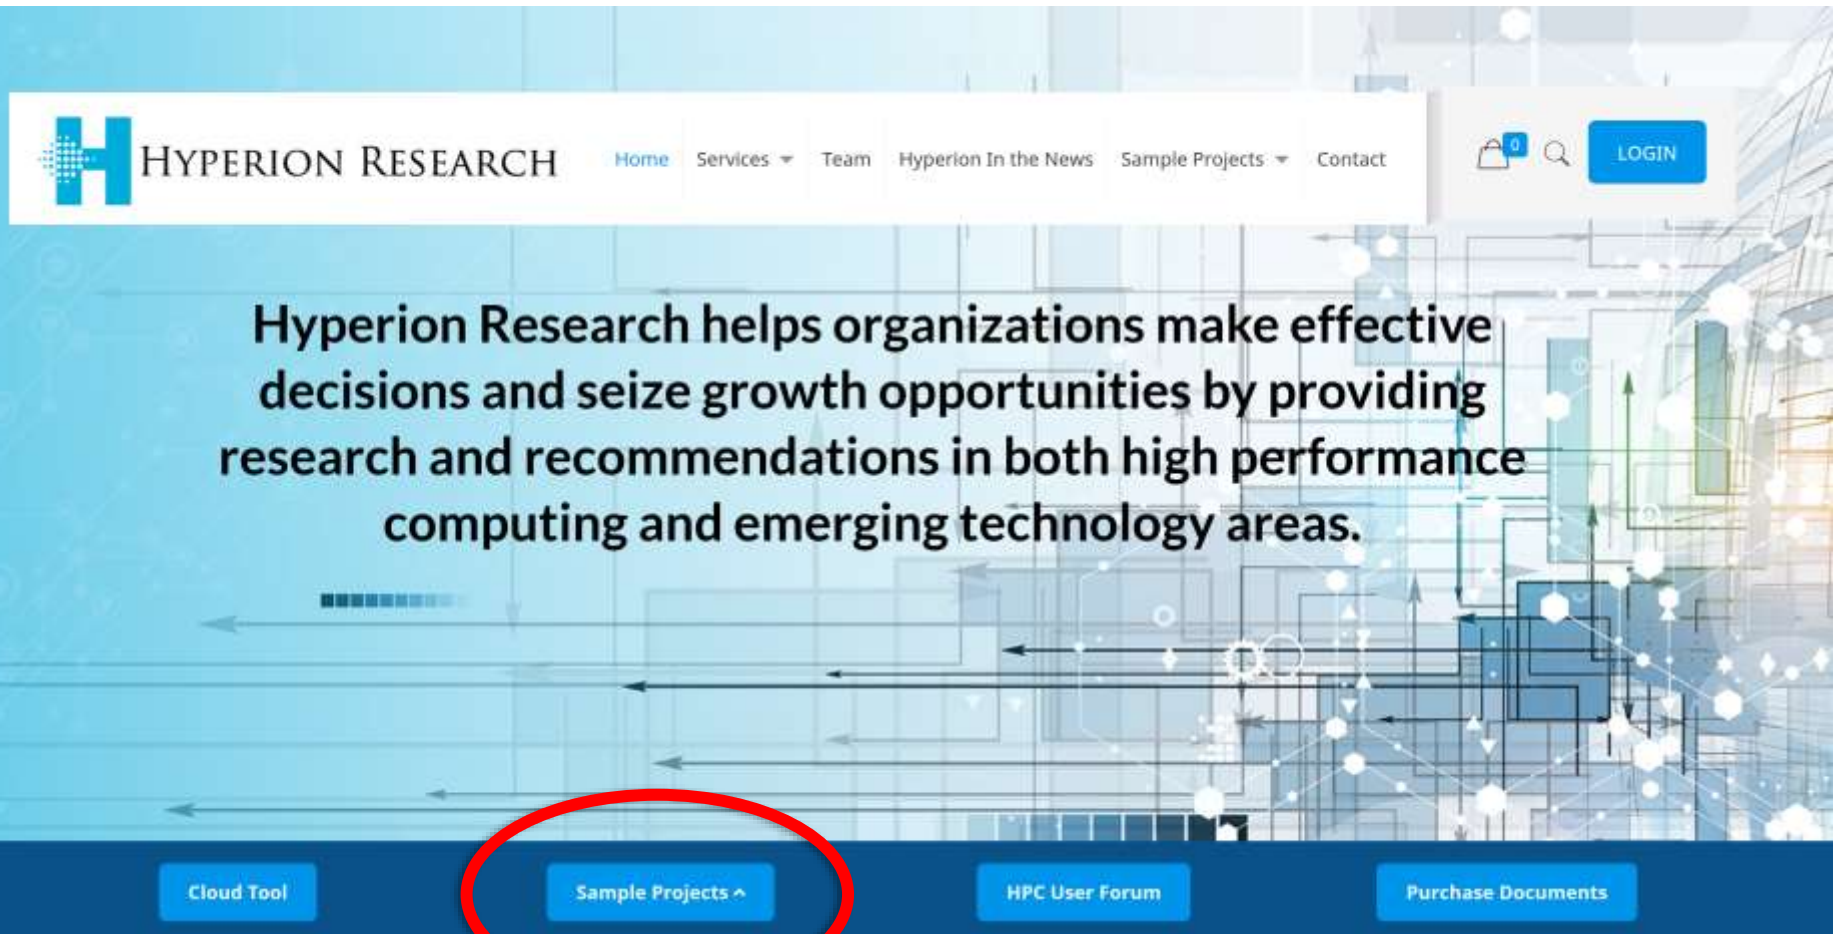 HYPERION RESEARCH
Home Services Team Hyperion In the News Sample Projects Contact
0
LOGIN
Hyperion Research helps organizations make effective
decisions and seize growth opportunities by providing
research and recommendations in both high performance
computing and emerging technology areas.
Cloud Tool
Sample Projects
HPC User Forum
Purchase Documents